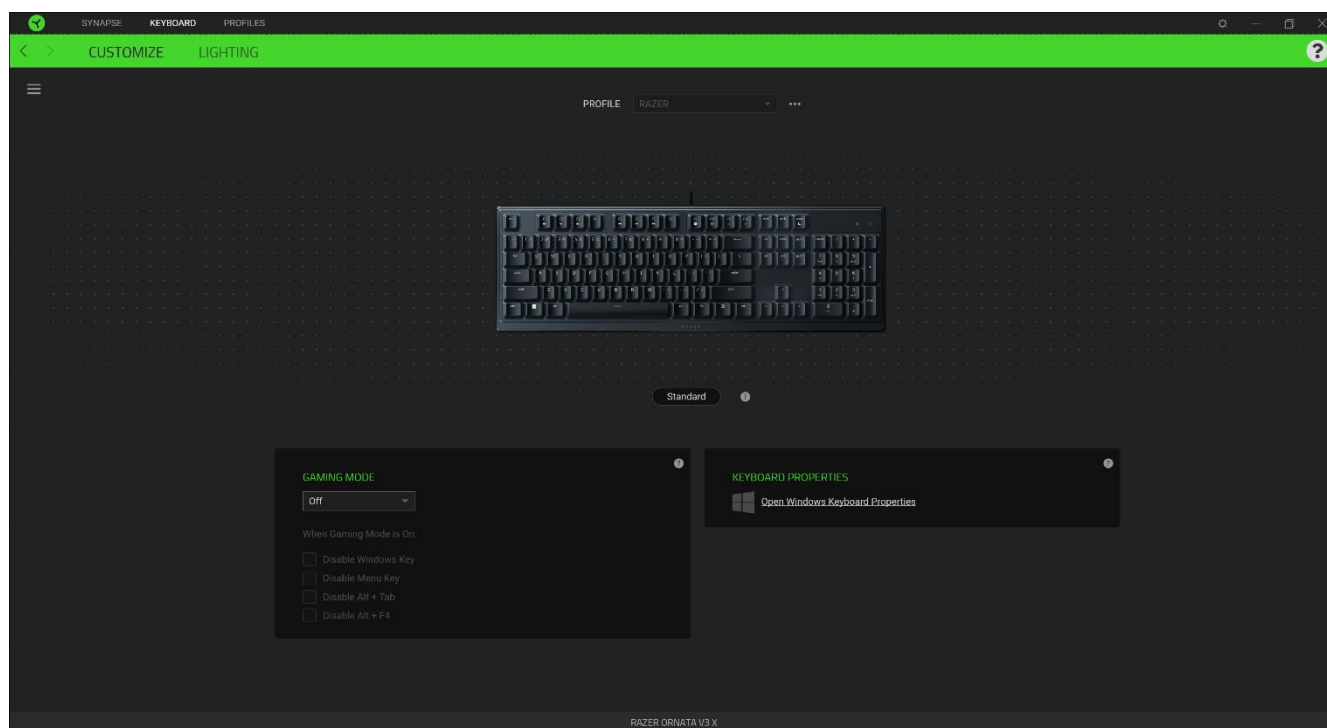 SYNAPSE KEYBOARD PROFILES
CUSTOMIZE LIGHTING
PROFILE RAZER
Standard
GAMING MODE
Off
When Gaming Mode is On:
Disable Windows Key
Disable Menu Key
Disable Alt + Tab
Disable Alt + F4
KEYBOARD PROPERTIES
Open Windows Keyboard Properties
RAZER ORNATA V3 X